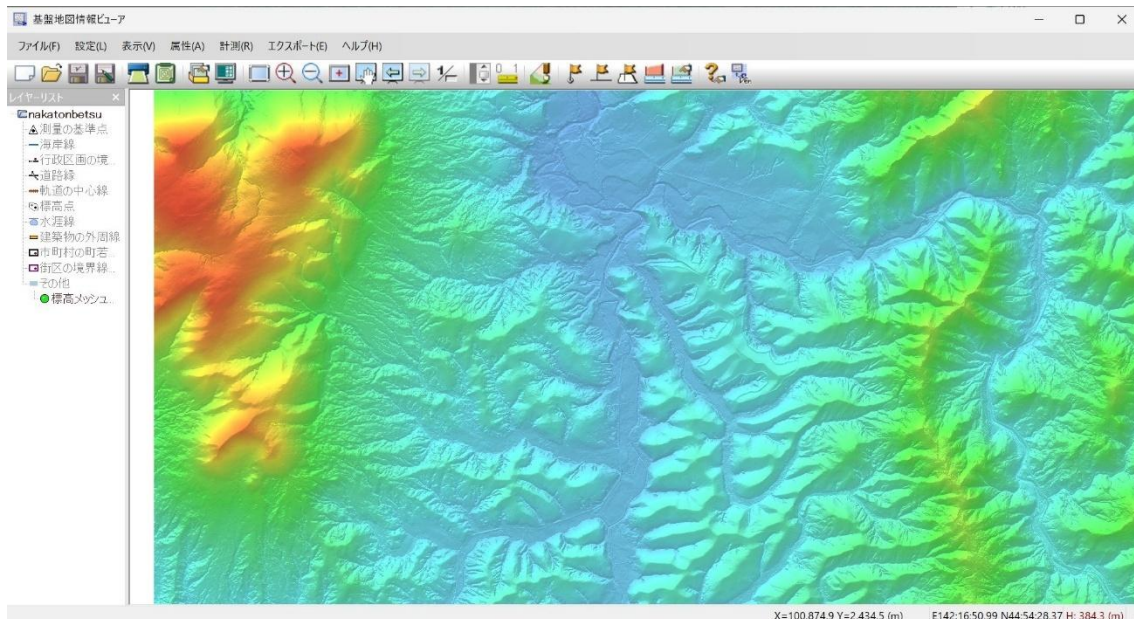 基盤地図情報ビューア
ファイル(F) 設定(L) 表示(V) 属性(A) 計測(R) エクスポート(E) ヘルプ(H)
レイヤーリスト ×
nakatonbetsu
測量の基準点
海岸線
行政区画の境...
道路縁
軌道の中心線
標高点
水涯線
建築物の外周線
市町村の町若...
街区の境界線...
その他
標高メッシュ...
X=100,874.9 Y=2,434.5 (m) E142:16:50.99 N44:54:28.37 H: 384.3 (m)